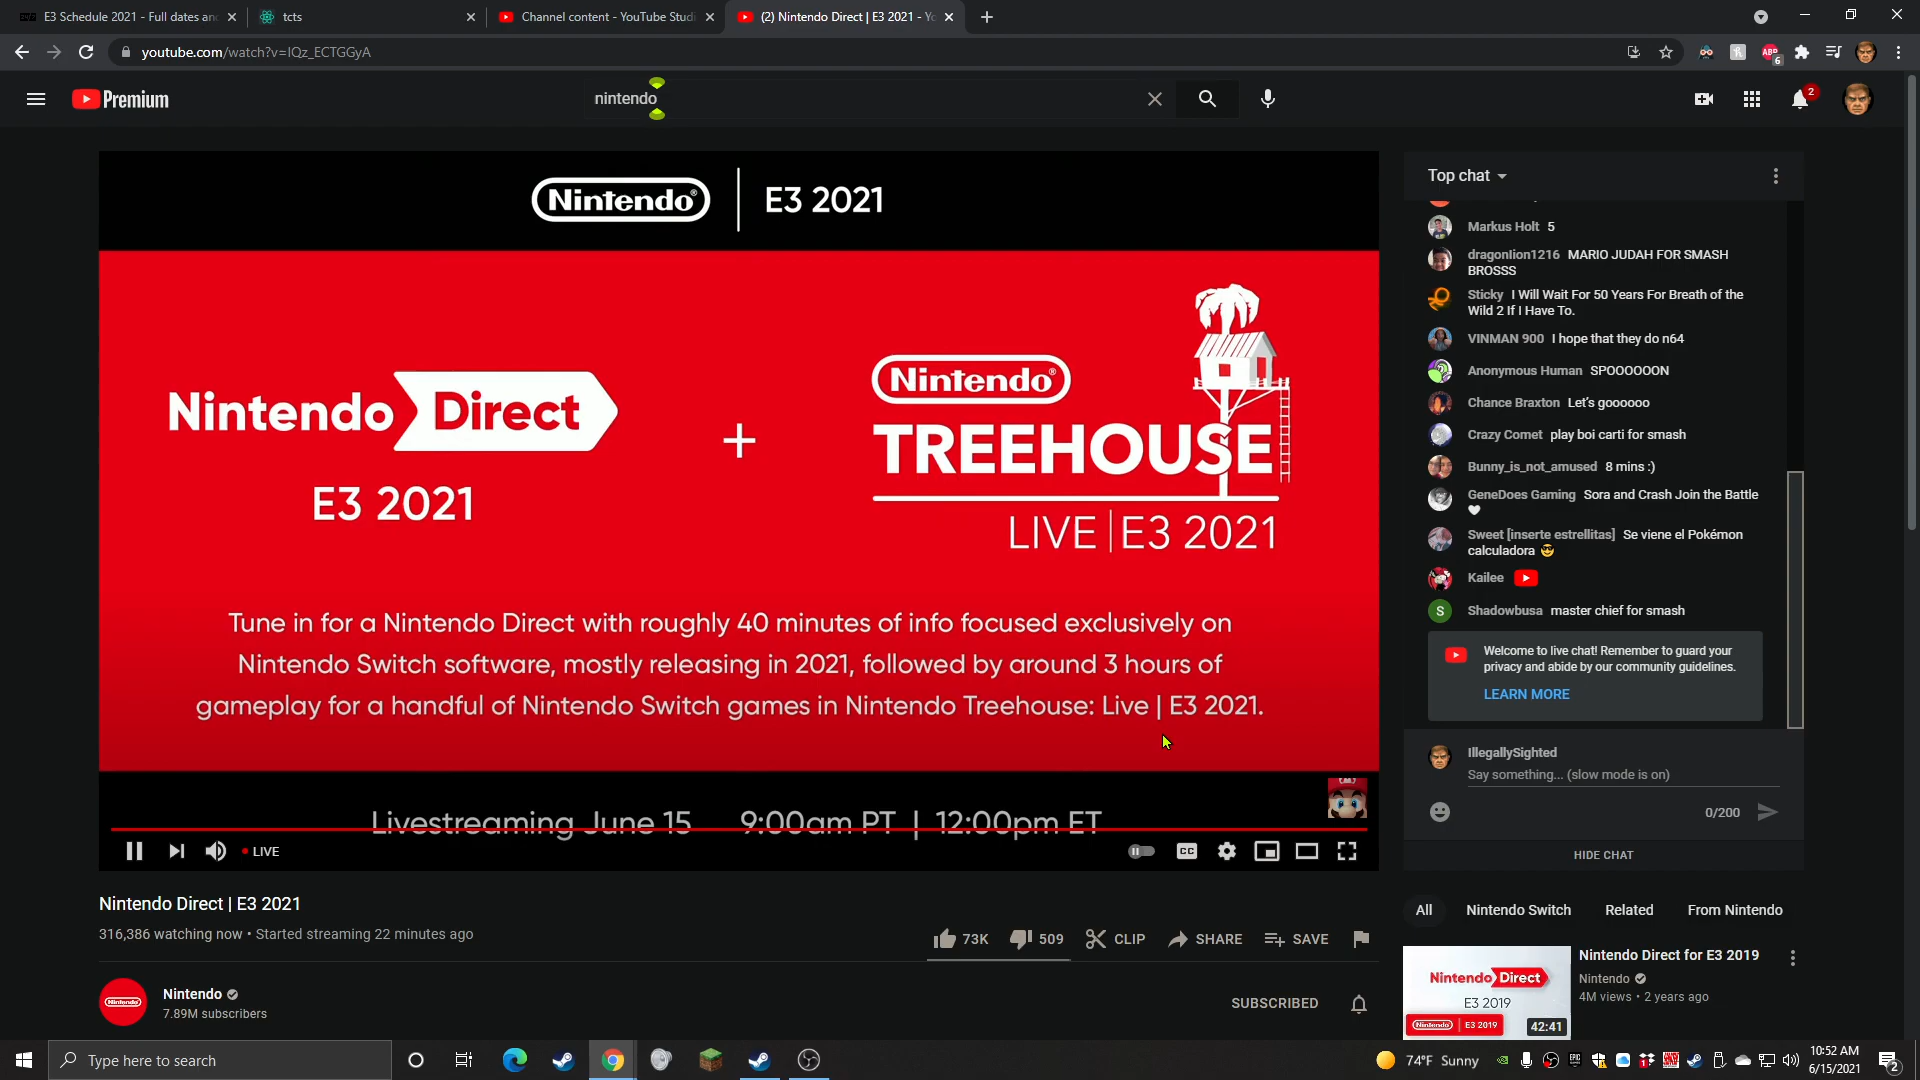 E3 Schedule 2021 - Full dates an
tcts
Channel content - YouTube Studi
(2) Nintendo Direct | E3 2021 - Yo
youtube.com/watch?v=IQz_ECTGGyA
ABP
6
Premium
nintendo
2
Nintendo®
E3 2021
Nintendo Direct
E3 2021
+
Nintendo®
TREEHOUSE
LIVE | E3 2021
Tune in for a Nintendo Direct with roughly 40 minutes of info focused exclusively on
Nintendo Switch software, mostly releasing in 2021, followed by around 3 hours of
gameplay for a handful of Nintendo Switch games in Nintendo Treehouse: Live | E3 2021.
Livestreaming June 15 9:00am PT | 12:00pm ET
LIVE
CC
Top chat
Markus Holt 5
dragonlion1216 MARIO JUDAH FOR SMASH
BROSSS
Sticky I Will Wait For 50 Years For Breath of the
Wild 2 If I Have To.
VINMAN 900 I hope that they do n64
Anonymous Human SPOOOOOON
Chance Braxton Let's goooooo
Crazy Comet play boi carti for smash
Bunny_is_not_amused 8 mins :)
GeneDoes Gaming Sora and Crash Join the Battle
🤍
Sweet [inserte estrellitas] Se viene el Pokémon
calculadora 😎
Kailee
S
Shadowbusa master chief for smash
Welcome to live chat! Remember to guard your
privacy and abide by our community guidelines.
LEARN MORE
IllegallySighted
Say something... (slow mode is on)
0/200
HIDE CHAT
Nintendo Direct | E3 2021
316,386 watching now • Started streaming 22 minutes ago
73K
509
CLIP
SHARE
SAVE
Nintendo
Nintendo
7.89M subscribers
SUBSCRIBED
All
Nintendo Switch
Related
From Nintendo
Nintendo Direct
E3 2019
Nintendo | E3 2019
42:41
Nintendo Direct for E3 2019
Nintendo
4M views • 2 years ago
Type here to search
74°F Sunny
EPIC
10:52 AM
6/15/2021
2